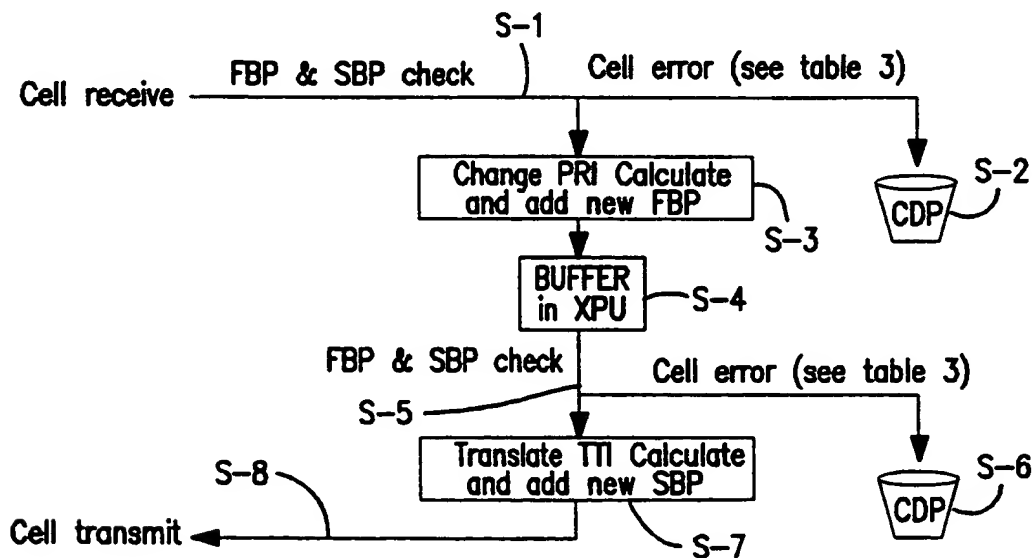 S-1
FBP & SBP check
Cell error (see table 3)
Cell receive
Change PRI Calculate
and add new FBP
S-3
CDP
S-2
BUFFER
in XPU
S-4
FBP & SBP check
Cell error (see table 3)
S-5
Translate TTI Calculate
and add new SBP
CDP
S-6
S-8
Cell transmit
S-7